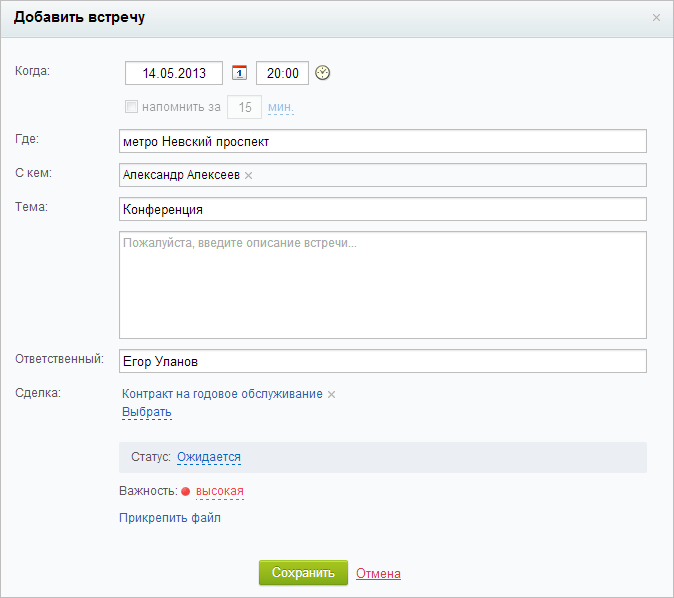 Добавить встречу
Когда: 14.05.2013 1 20:00
напомнить за 15 мин.
Где: метро Невский проспект
С кем: Александр Алексеев
Тема: Конференция
Пожалуйста, введите описание встречи...
Ответственный: Егор Уланов
Сделка: Контракт на годовое обслуживание
Выбрать
Статус: Ожидается
Важность: высокая
Прикрепить файл
Сохранить Отмена